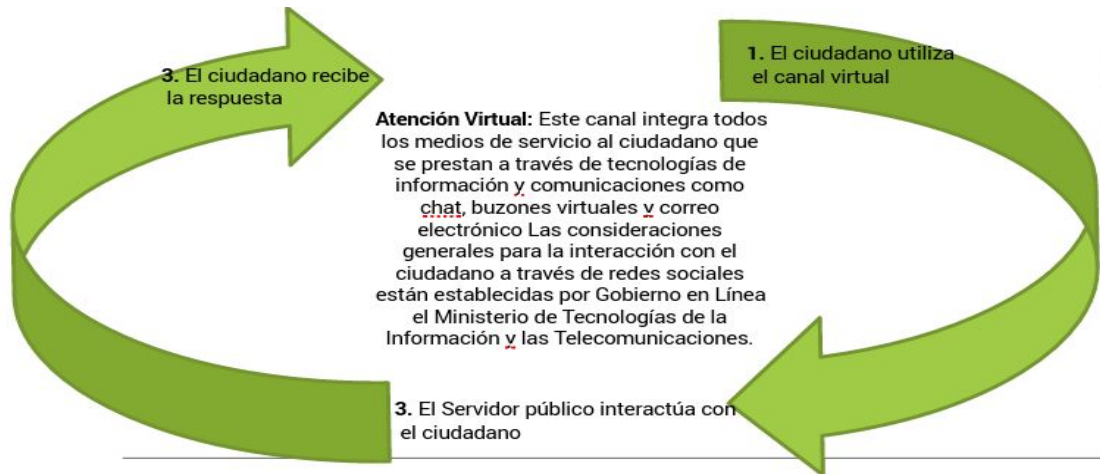 1. El ciudadano utiliza
el canal virtual
3. El ciudadano recibe
la respuesta
Atención Virtual: Este canal integra todos
los medios de servicio al ciudadano que
se prestan a través de tecnologías de
información y comunicaciones como
chat, buzones virtuales y correo
electrónico Las consideraciones
generales para la interacción con el
ciudadano a través de redes sociales
están establecidas por Gobierno en Línea
el Ministerio de Tecnologías de la
Información y las Telecomunicaciones.
3. El Servidor público interactúa con
el ciudadano